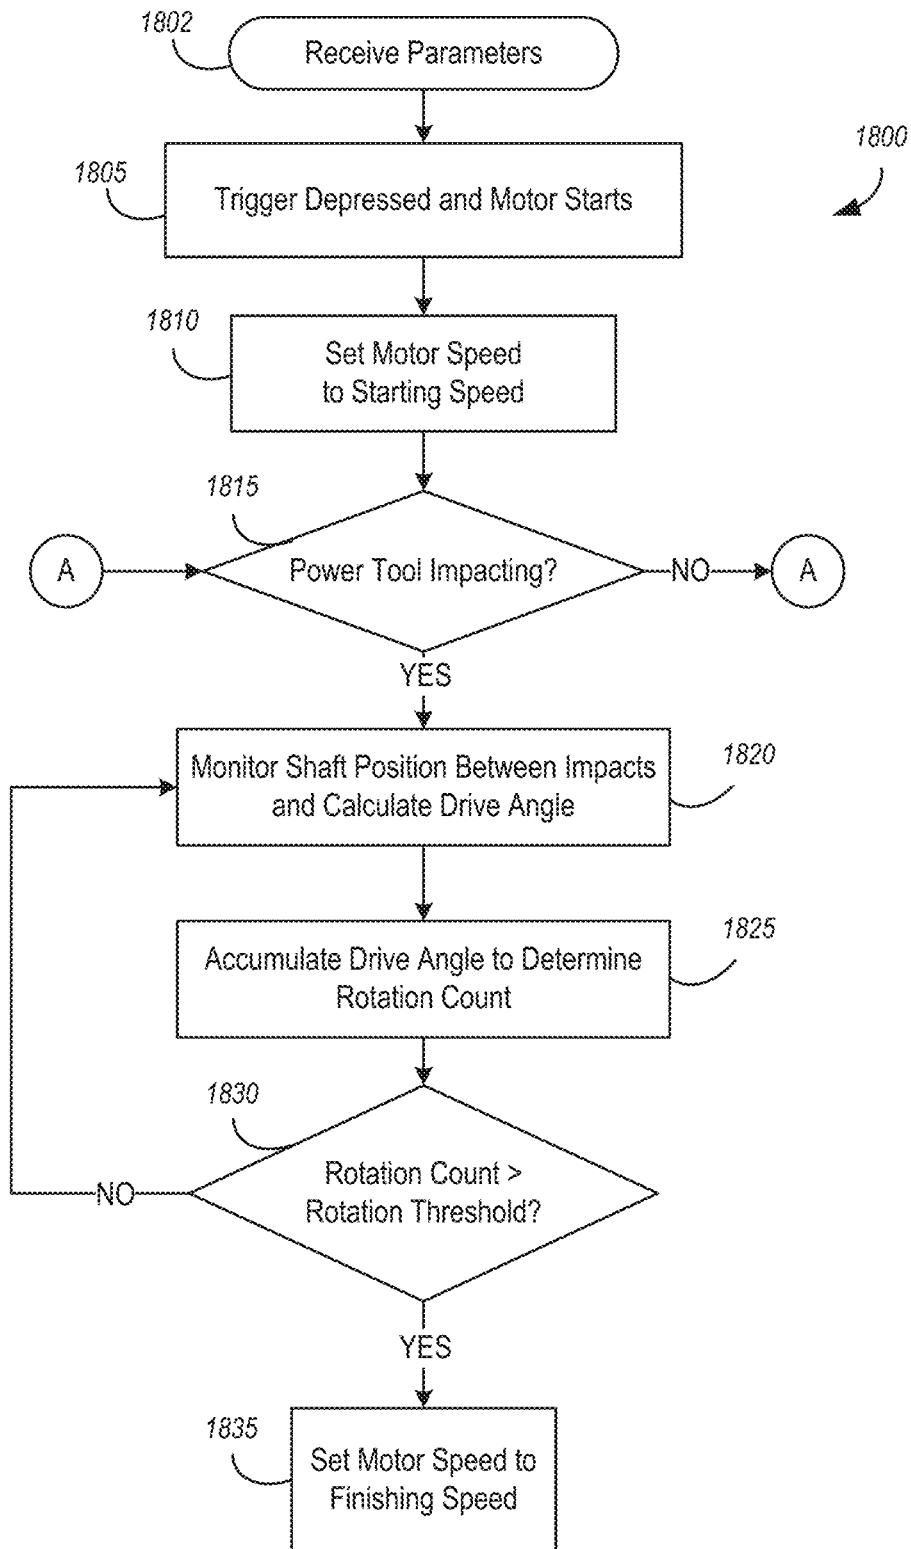 1802
Receive Parameters
1800
1805
Trigger Depressed and Motor Starts
1810
Set Motor Speed
to Starting Speed
1815
A
Power Tool Impacting?
NO
A
YES
Monitor Shaft Position Between Impacts
and Calculate Drive Angle
1820
Accumulate Drive Angle to Determine
Rotation Count
1825
1830
Rotation Count >
Rotation Threshold?
NO
YES
1835
Set Motor Speed to
Finishing Speed